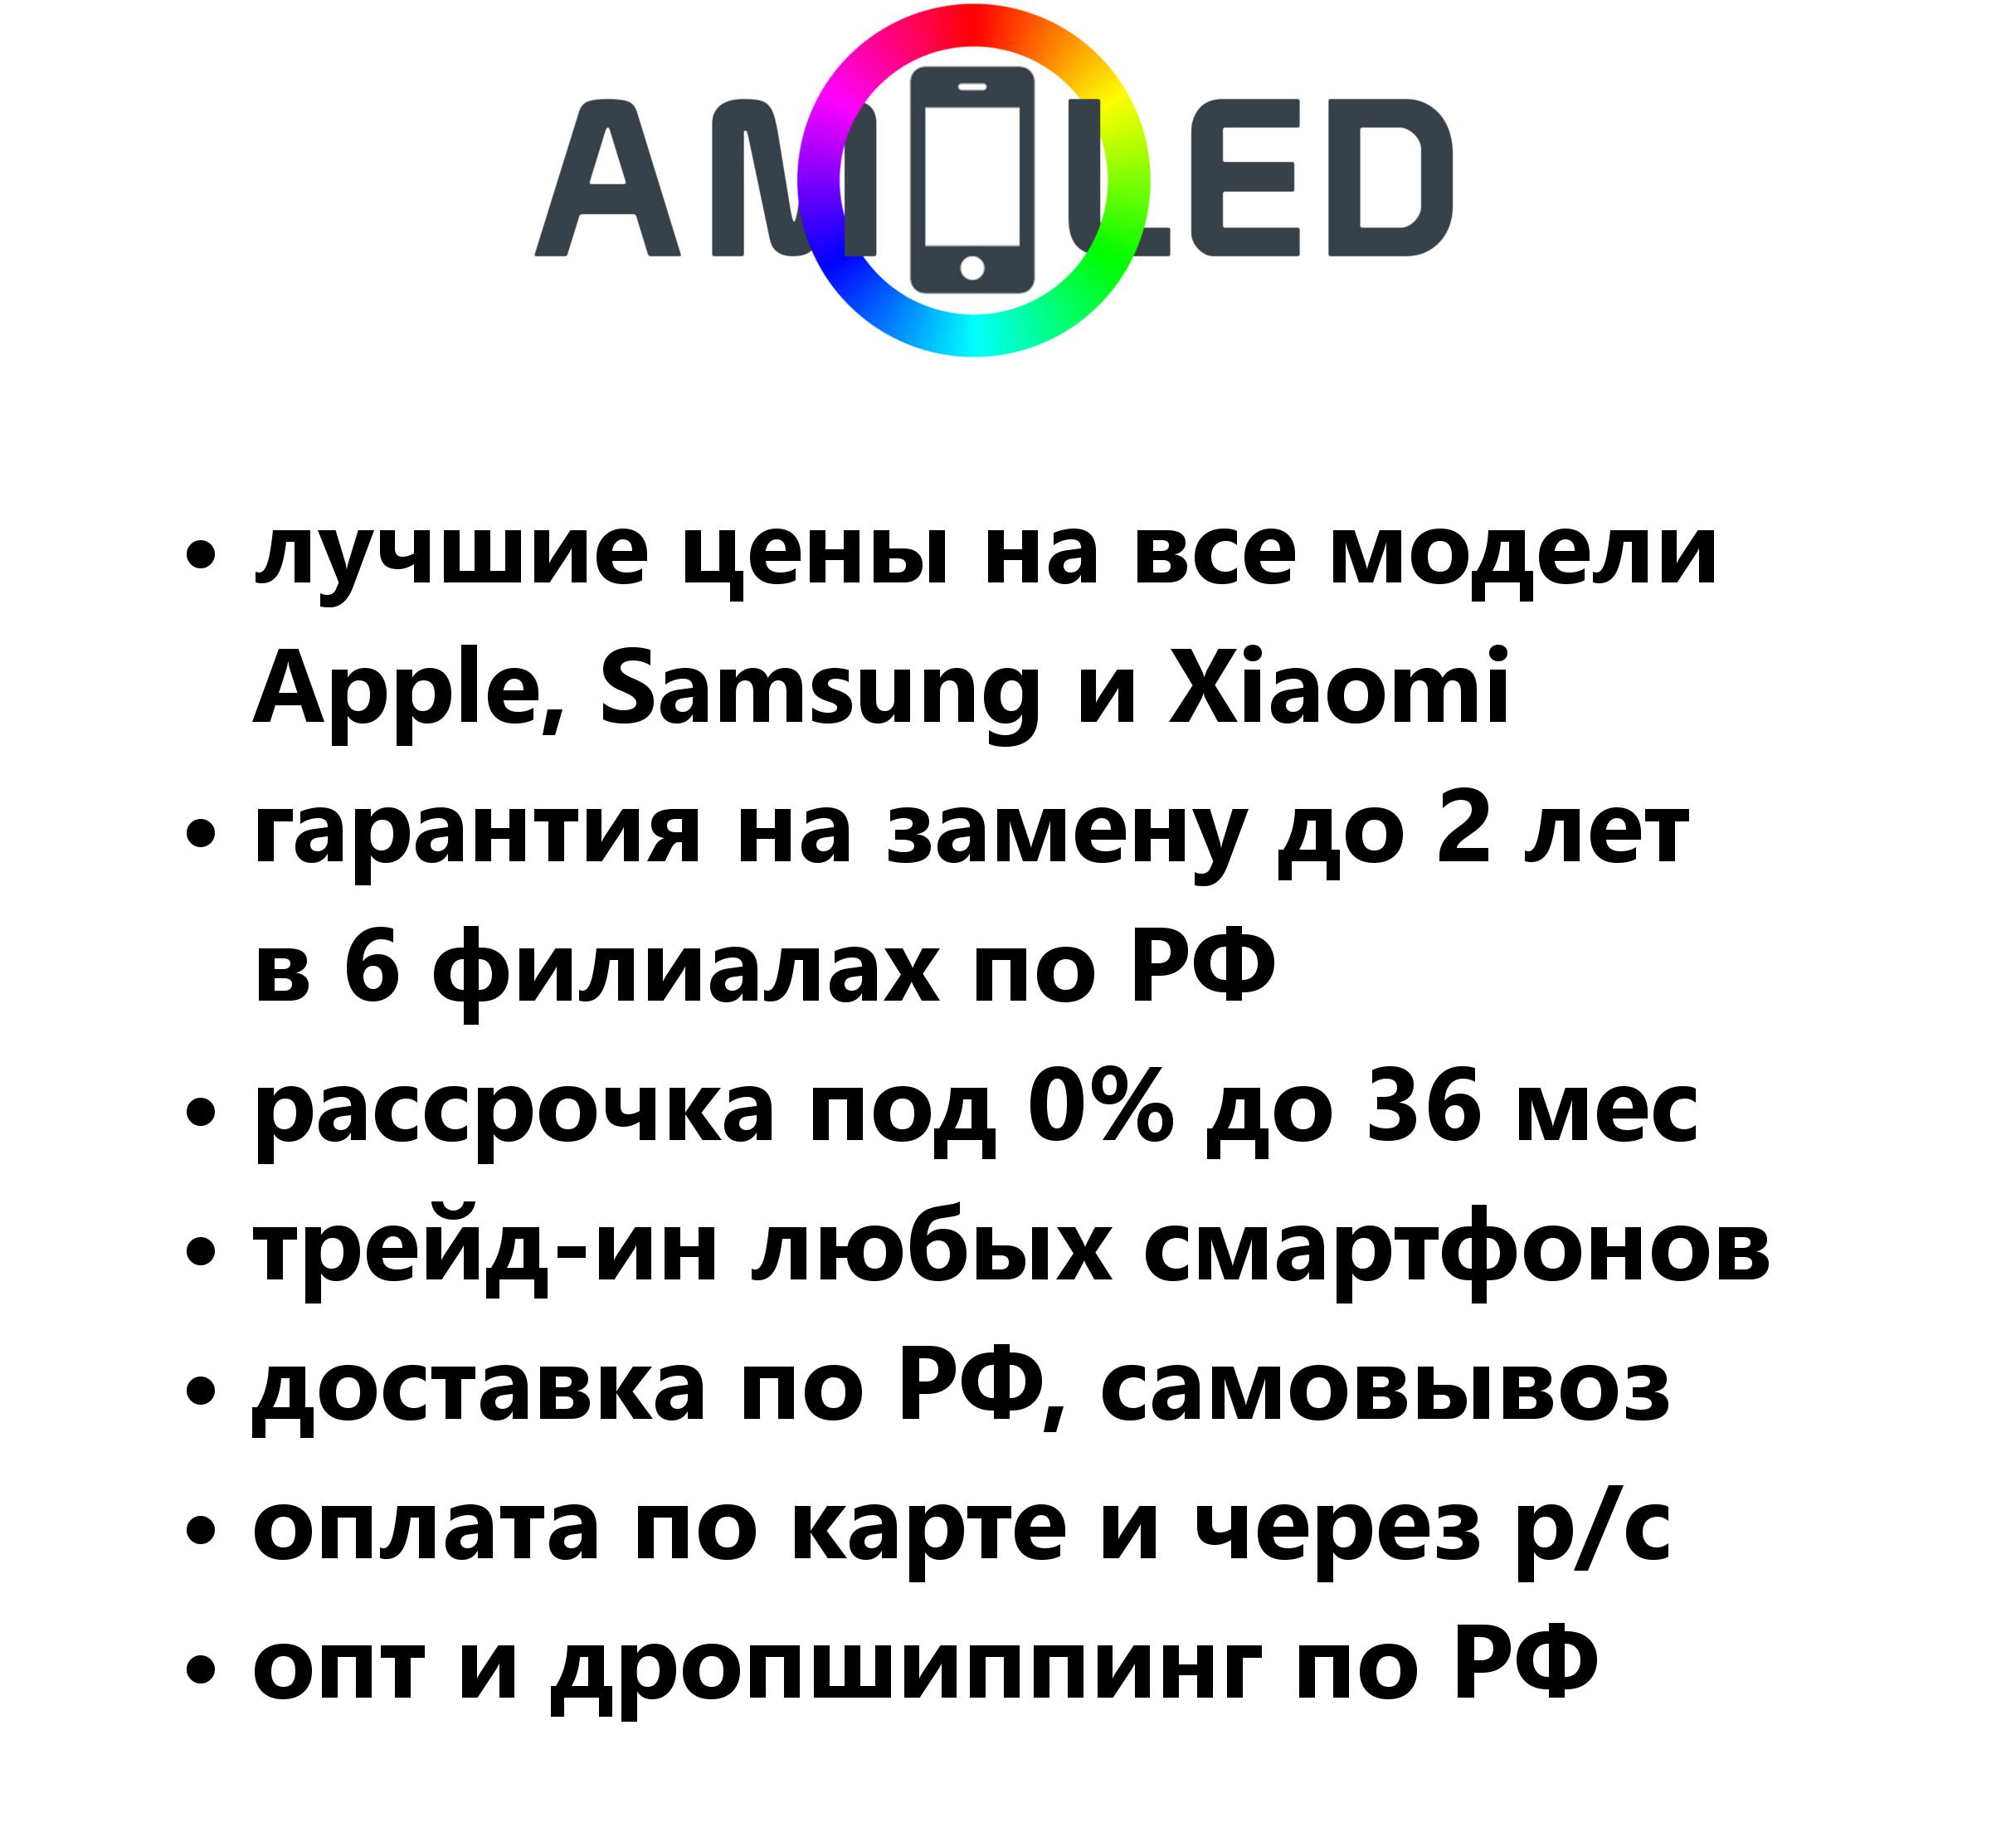 AMOLED
• лучшие цены на все модели
Apple, Samsung и Xiaomi
• гарантия на замену до 2 лет
в 6 филиалах по РФ
• рассрочка под 0% до 36 мес
• трейд-ин любых смартфонов
• доставка по РФ, самовывоз
• оплата по карте и через р/с
• опт и дропшиппинг по РФ